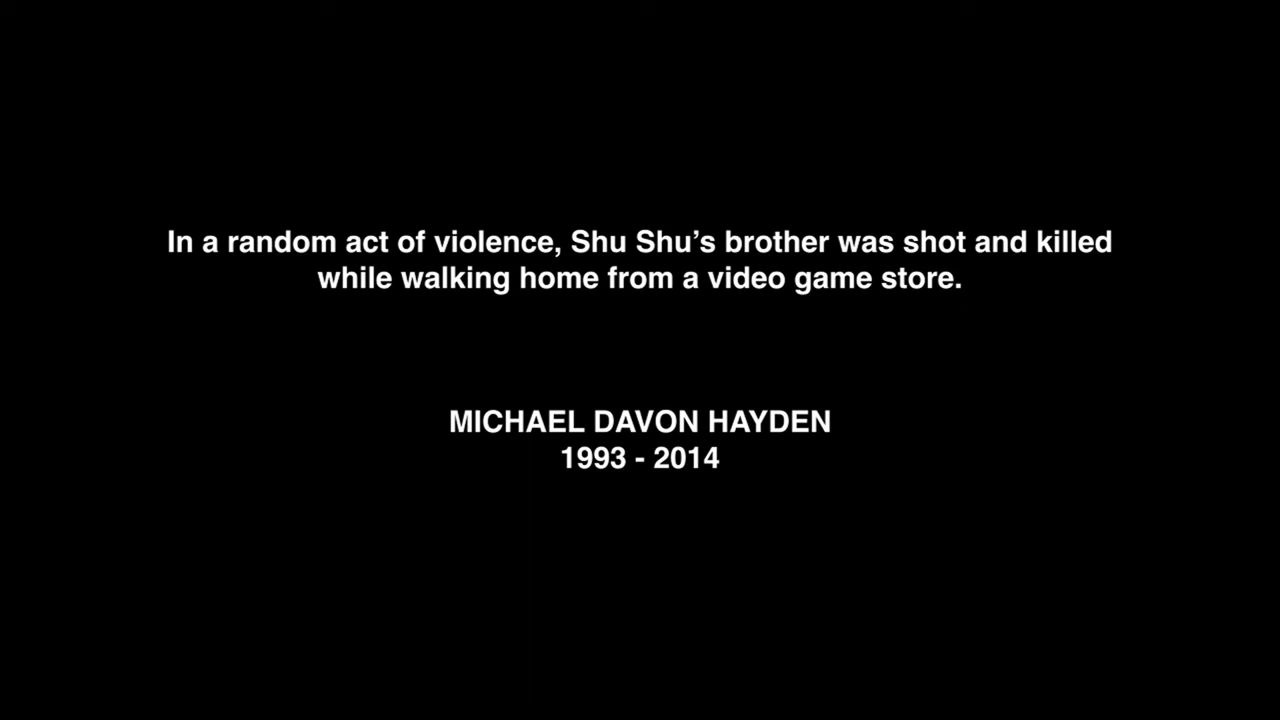 In a random act of violence, Shu Shu’s brother was shot and killed
while walking home from a video game store.
MICHAEL DAVON HAYDEN
1993 - 2014